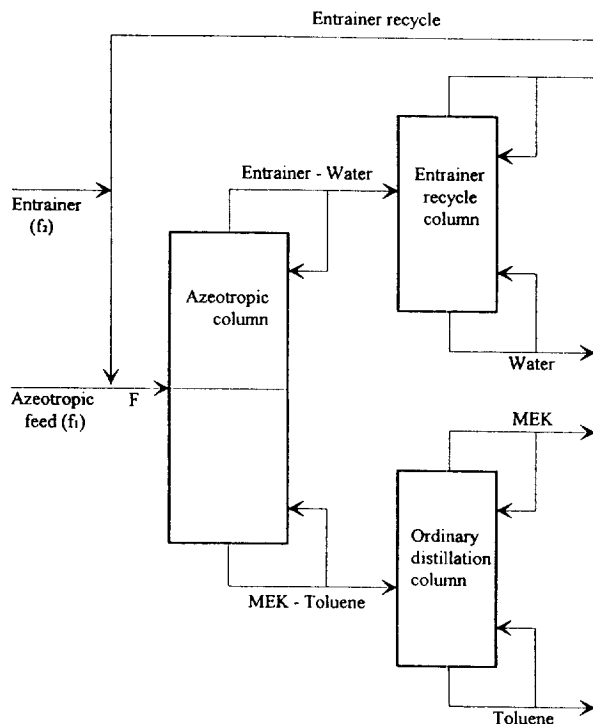 Entrainer recycle
Entrainer - Water
Entrainer
recycle
column
Entrainer
(f₂)
Azeotropic
column
Water
Azeotropic
feed (f₁)
F
MEK
Ordinary
distillation
column
MEK - Toluene
Toluene